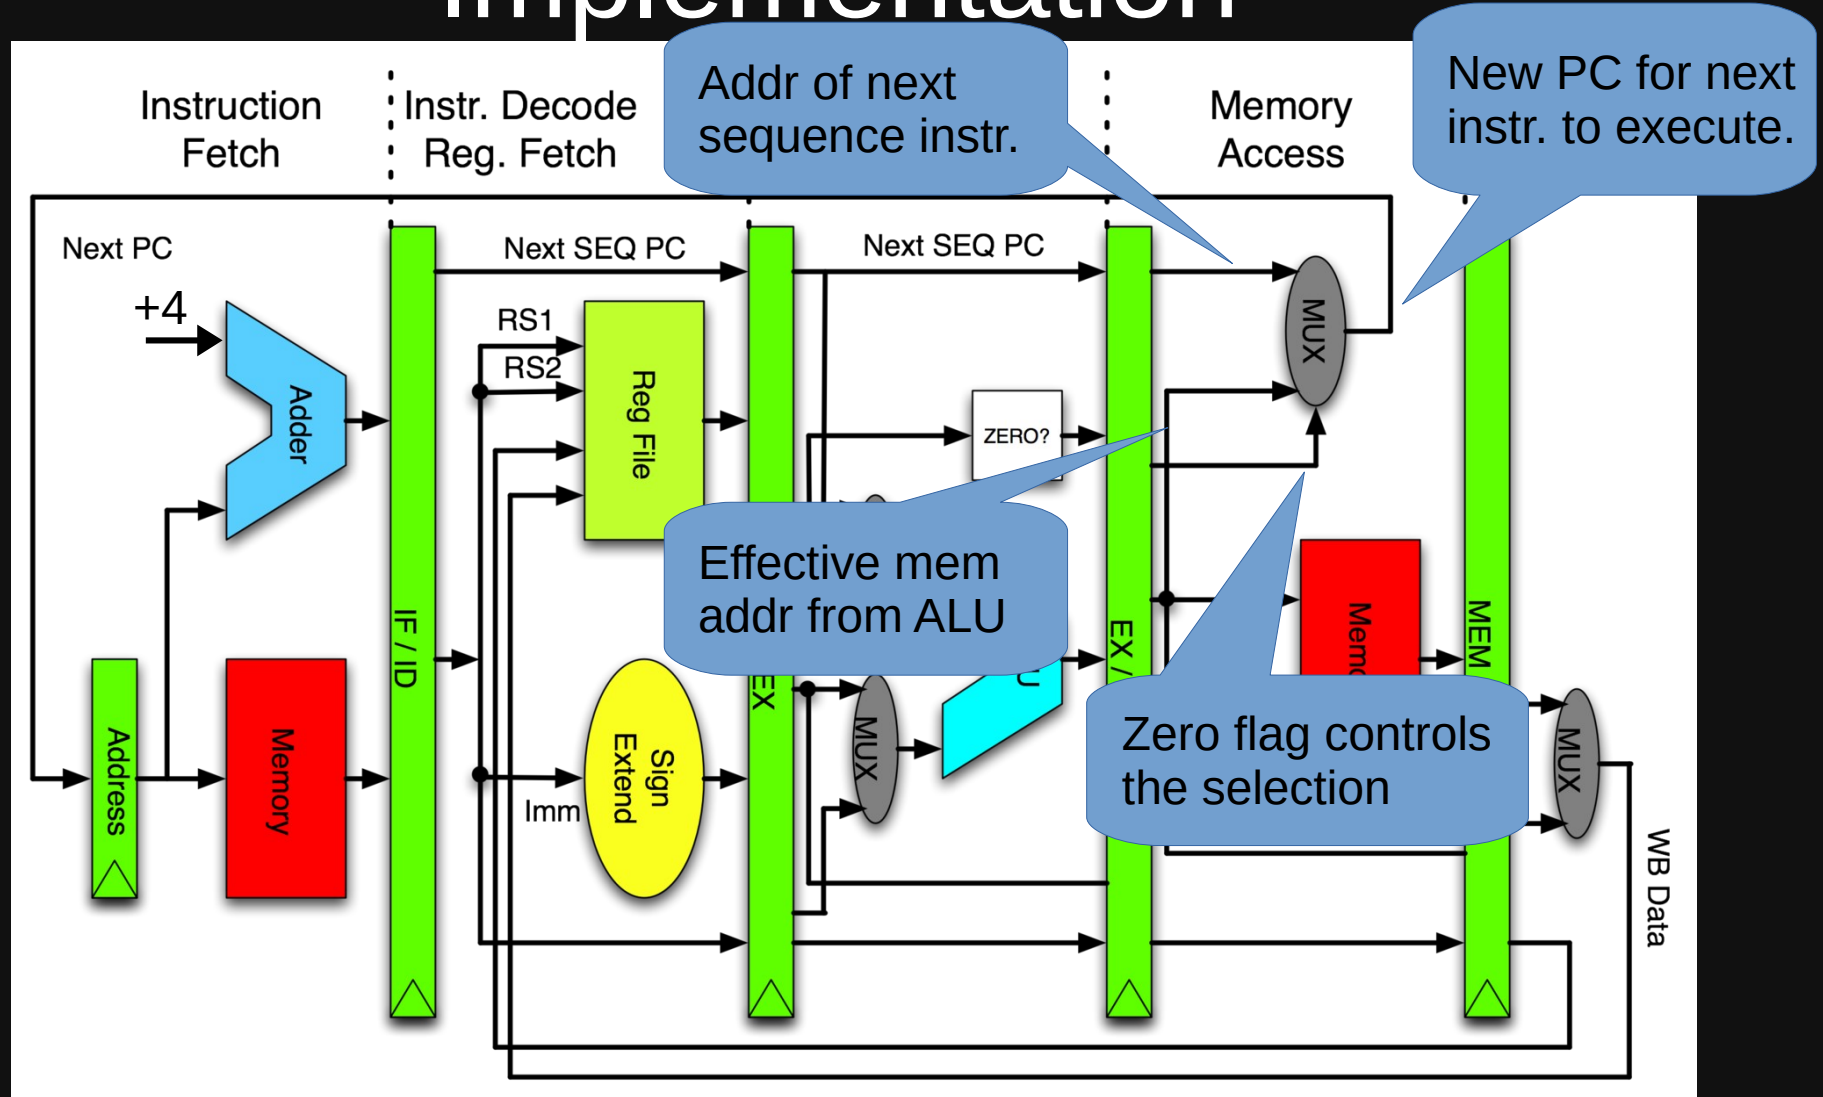 Implementation
Addr of next
sequence instr.
New PC for next
instr. to execute.
Instruction
Fetch
Instr. Decode
Reg. Fetch
Memory
Access
Next PC
Next SEQ PC
Next SEQ PC
+4
RS1
RS2
Adder
Reg File
MUX
ZERO?
Effective mem
addr from ALU
IF / ID
EX
EX /
MEM
Address
Memory
Sign
Extend
Imm
MUX
Zero flag controls
the selection
MUX
WB Data